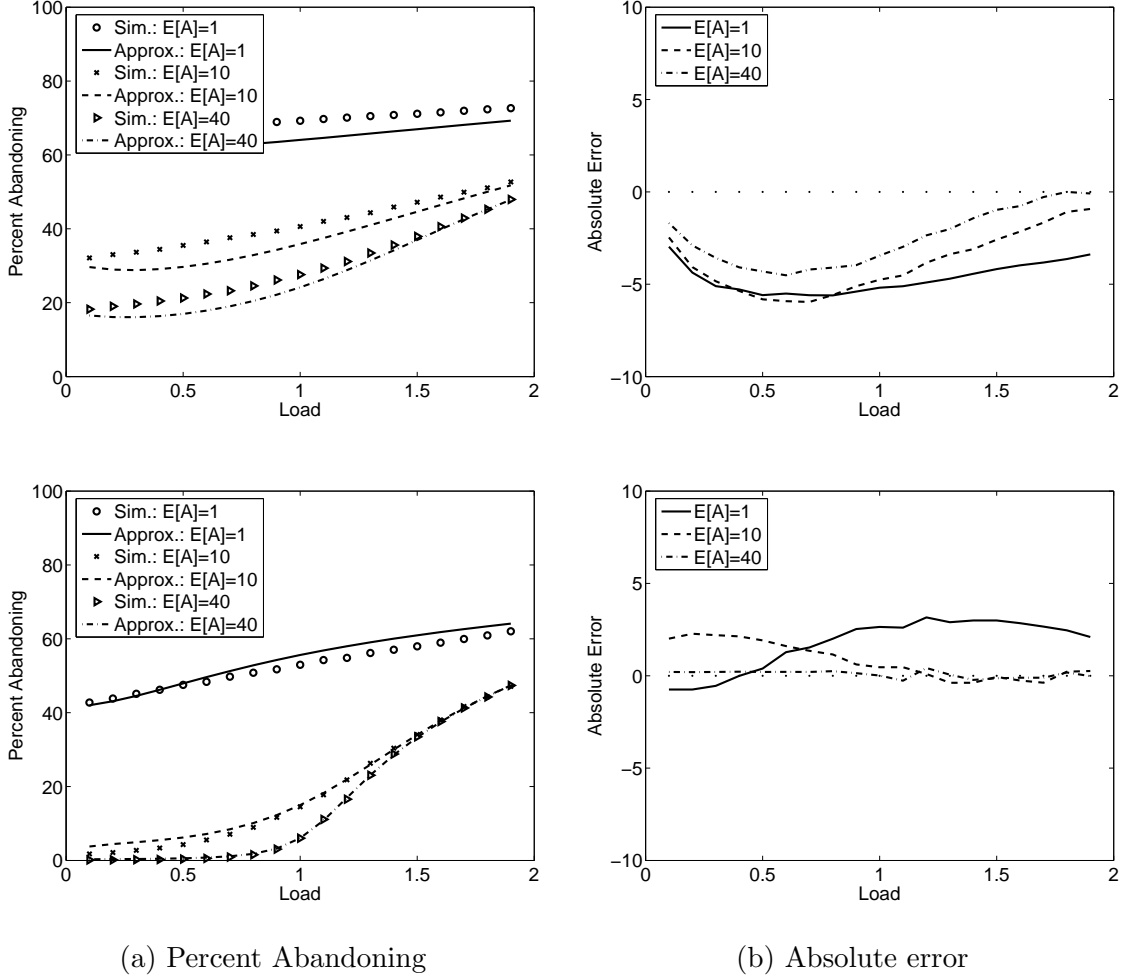 100
80
60
40
20
0
Percent Abandoning
Sim.: E[A]=1
Approx.: E[A]=1
Sim.: E[A]=10
Approx.: E[A]=10
Sim.: E[A]=40
Approx.: E[A]=40
0 0.5 1 1.5 2
Load
10
5
0
−5
−10
Absolute Error
E[A]=1
E[A]=10
E[A]=40
0 0.5 1 1.5 2
Load
100
80
60
40
20
0
Percent Abandoning
Sim.: E[A]=1
Approx.: E[A]=1
Sim.: E[A]=10
Approx.: E[A]=10
Sim.: E[A]=40
Approx.: E[A]=40
0 0.5 1 1.5 2
Load
10
5
0
−5
−10
Absolute Error
E[A]=1
E[A]=10
E[A]=40
0 0.5 1 1.5 2
Load
(a) Percent Abandoning
(b) Absolute error